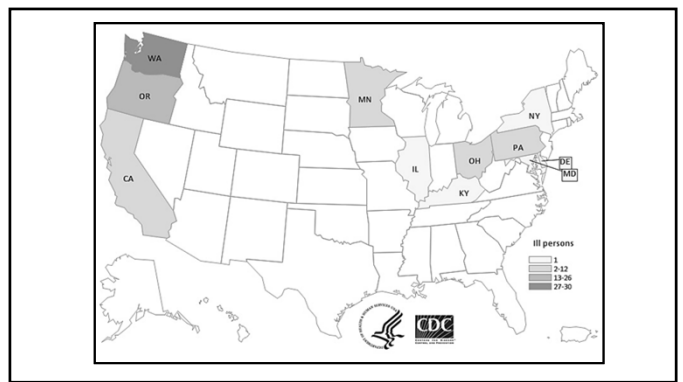 WA
OR
MN
NY
PA
OH
DE
MD
IL
CA
KY
Ill persons
1
2-12
13-26
27-30
CDC